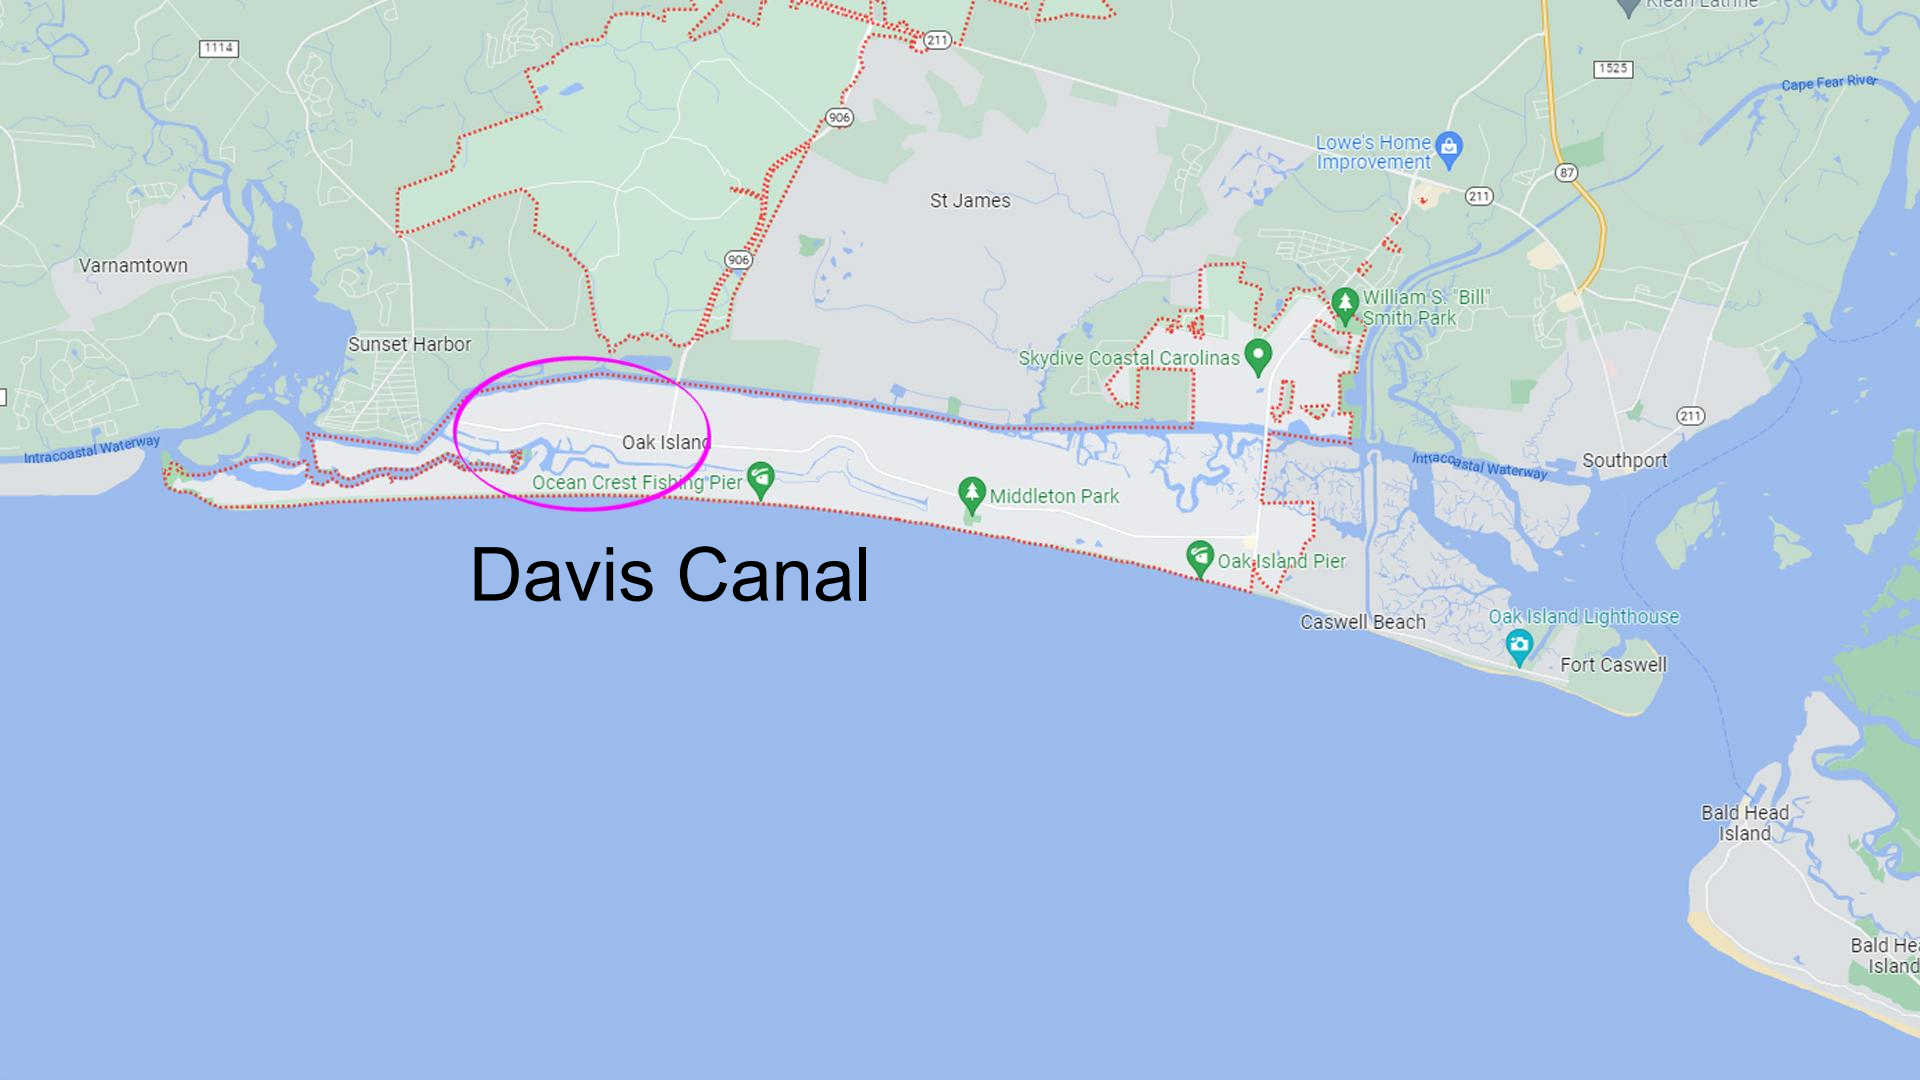 Klean Latrine
1114
211
1525
Cape Fear River
906
Lowe's Home
Improvement
87
211
St James
Varnamtown
906
William S. "Bill"
Smith Park
Sunset Harbor
Skydive Coastal Carolinas
211
Intracoastal Waterway
Oak Island
Intracoastal Waterway
Southport
Ocean Crest Fishing Pier
Middleton Park
Davis Canal
Oak Island Pier
Caswell Beach
Oak Island Lighthouse
Fort Caswell
Bald Head
Island
Bald He
Island